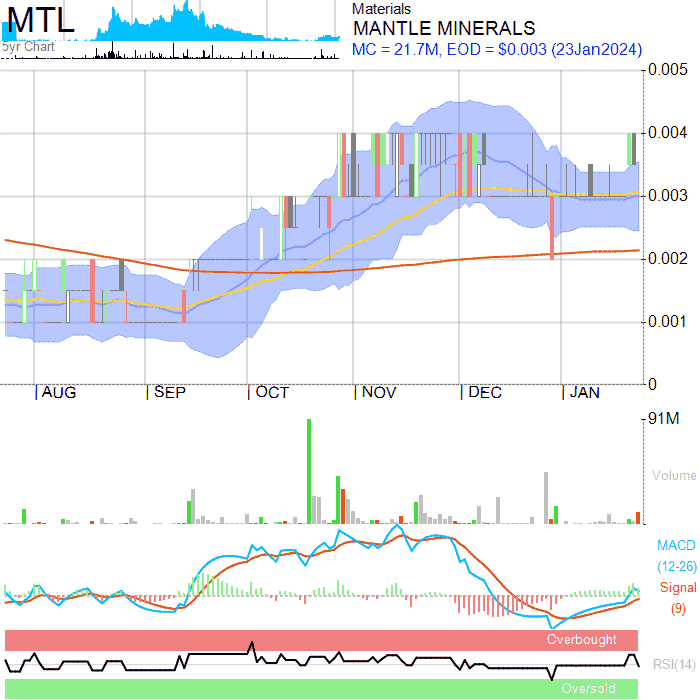 MTL
5yr Chart
Materials
MANTLE MINERALS
MC = 21.7M, EOD = $0.003 (23Jan2024)
0.005
0.004
0.003
0.002
0.001
0
AUG
SEP
OCT
NOV
DEC
JAN
91M
Volume
MACD
(12-26)
Signal
(9)
Overbought
RSI(14)
Oversold